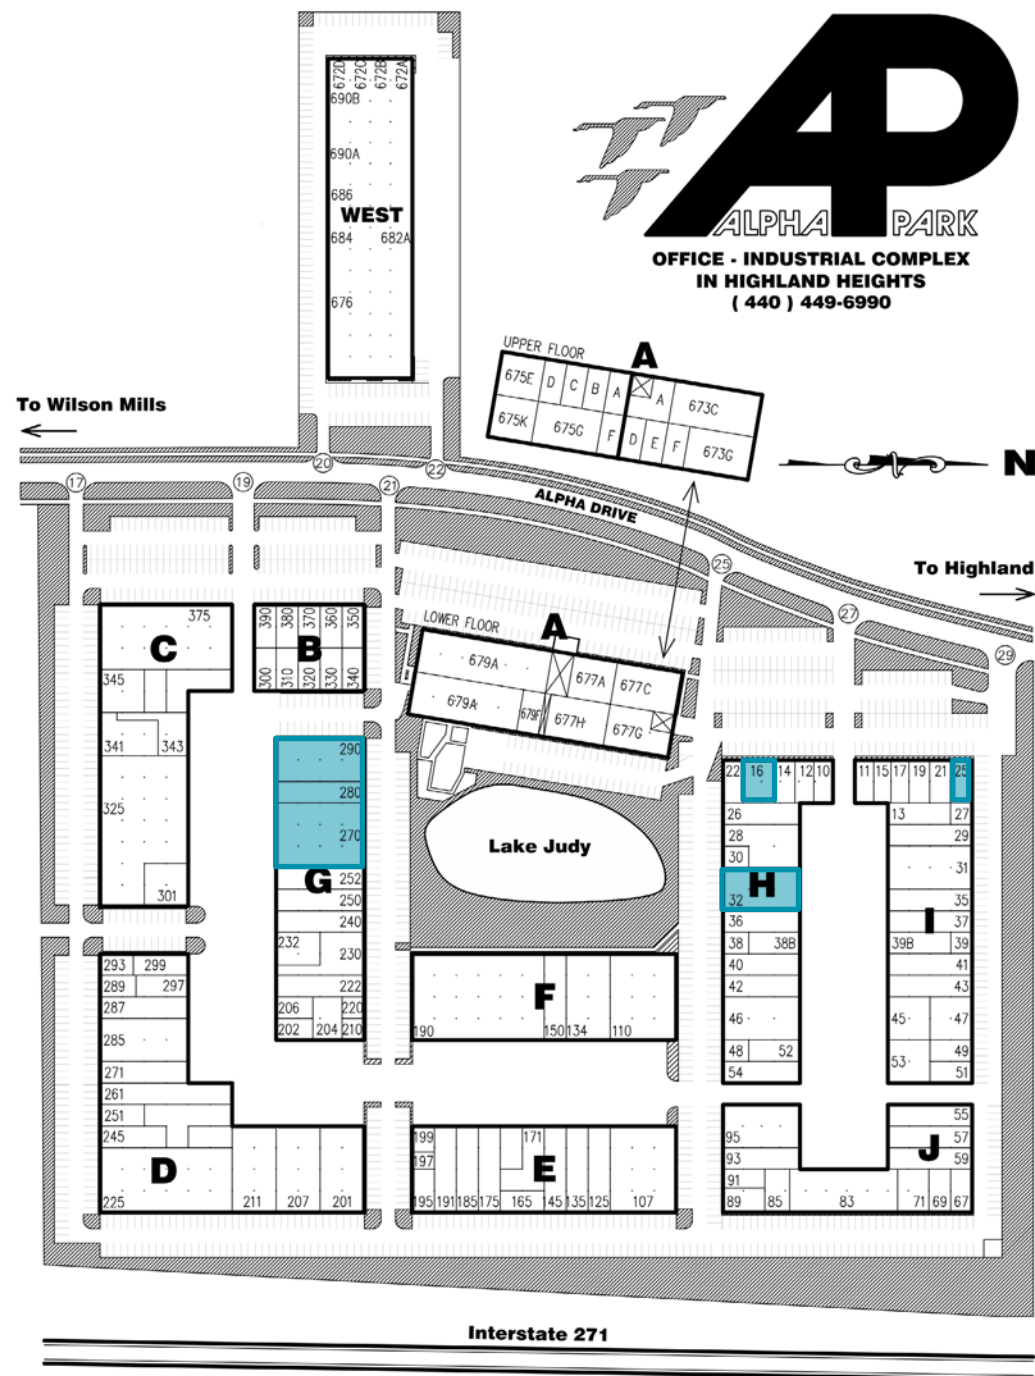 ALPHA PARK
OFFICE - INDUSTRIAL COMPLEX
IN HIGHLAND HEIGHTS
( 440 ) 449-6990
672D 672C 672B 672A
690B
690A
686
WEST
684 682A
676
UPPER FLOOR
A
675E D C B A A 673C
675K 675G F D E F 673G
To Wilson Mills
N
17 19 20 21 22
ALPHA DRIVE
25
To Highland
27
29
LOWER FLOOR
A
679A 677A 677C
679A 679F 677H 677G
375
C
345
341 343
325
301
390 380 370 360 350
B
300 310 320 330 340
290
280
270
G
252
250
240
232
230
222
206 220
202 204 210
Lake Judy
22 16 14 12 10
26
28
30
H
32
36
38 38B
40
42
46
48 52
54
11 15 17 19 21 25
13 27
29
31
35
I
37
39B 39
41
43
45 47
53 49
51
293 299
289 297
287
285
271
261
251
245
D
225 211 207 201
F
190 150 134 110
199 171
197
E
195 191 185 175 165 145 135 125 107
55
95 57
J
93 59
91
89 85 83 71 69 67
Interstate 271